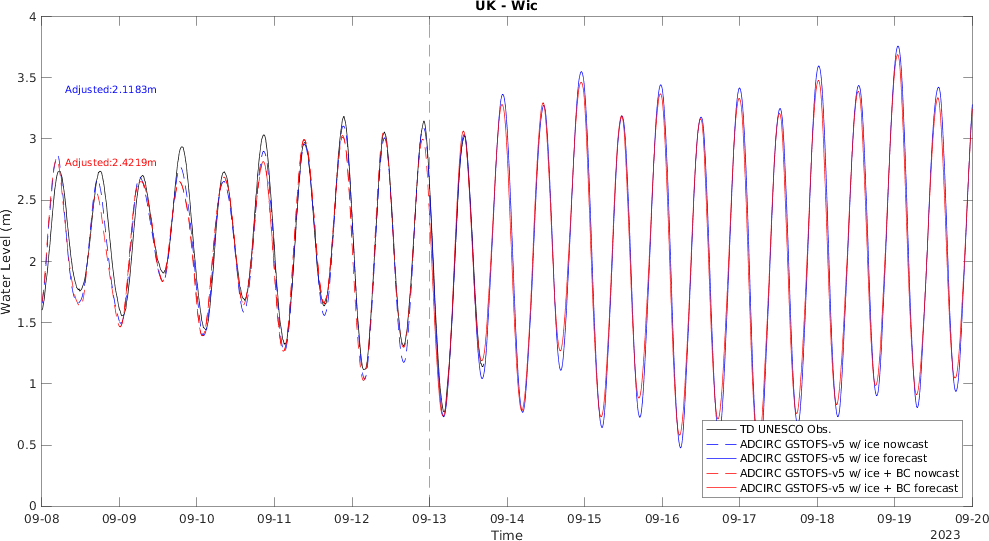 UK - Wic
Water Level (m)
4
3.5
3
2.5
2
1.5
1
0.5
0
Adjusted:2.1183m
Adjusted:2.4219m
TD UNESCO Obs.
ADCIRC GSTOFS-v5 w/ ice nowcast
ADCIRC GSTOFS-v5 w/ ice forecast
ADCIRC GSTOFS-v5 w/ ice + BC nowcast
ADCIRC GSTOFS-v5 w/ ice + BC forecast
09-08 09-09 09-10 09-11 09-12 09-13 09-14 09-15 09-16 09-17 09-18 09-19 09-20
Time
2023